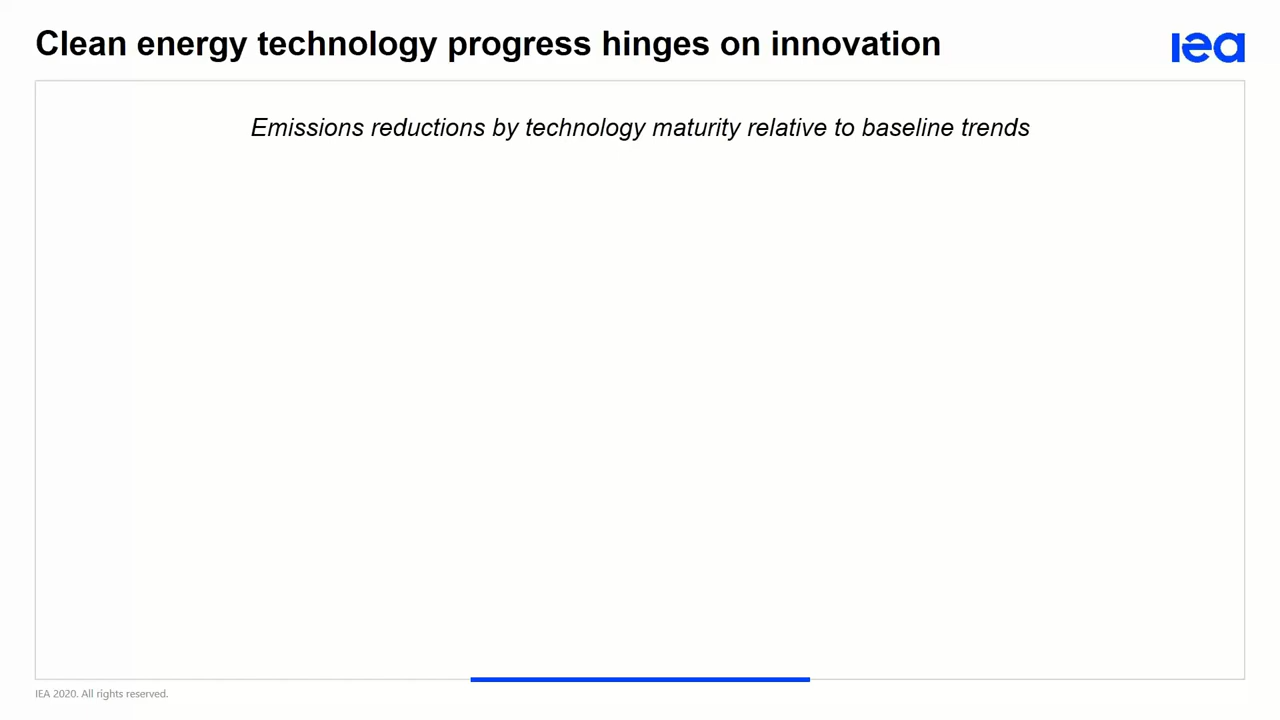 Clean energy technology progress hinges on innovation
iea
Emissions reductions by technology maturity relative to baseline trends
IEA 2020. All rights reserved.